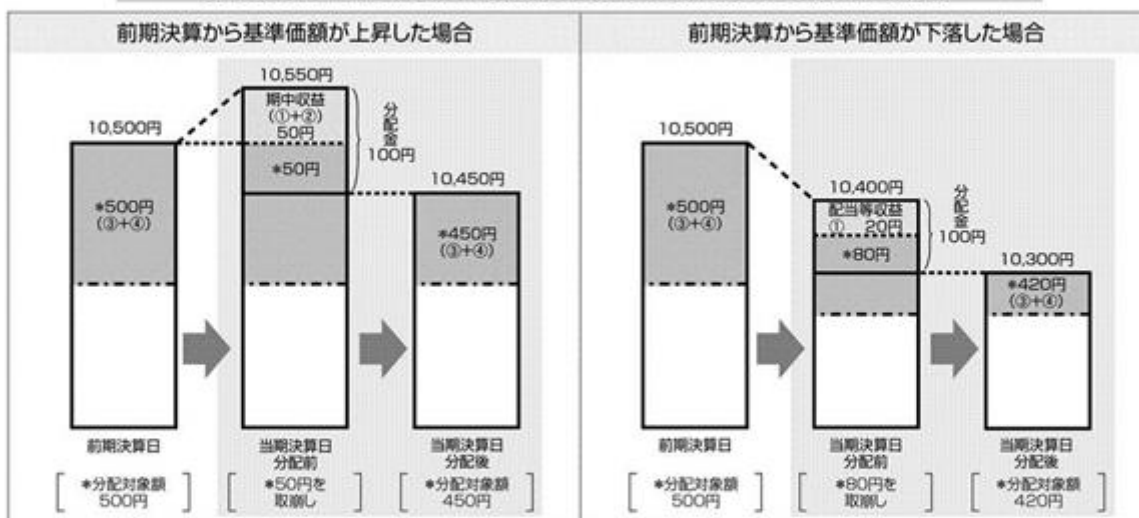 前期決算から基準価額が上昇した場合
10,550円
期中収益
(①+②)
50円
分配金
100円
10,500円
*50円
10,450円
*500円
(③+④)
*450円
(③+④)
前期決算日
当期決算日
分配前
当期決算日
分配後
*分配対象額
500円
*50円を
取崩し
*分配対象額
450円
前期決算から基準価額が下落した場合
10,500円
10,400円
配当等収益
① 20円
分配金
100円
*500円
(③+④)
*80円
10,300円
*420円
(③+④)
前期決算日
当期決算日
分配前
当期決算日
分配後
*分配対象額
500円
*80円を
取崩し
*分配対象額
420円